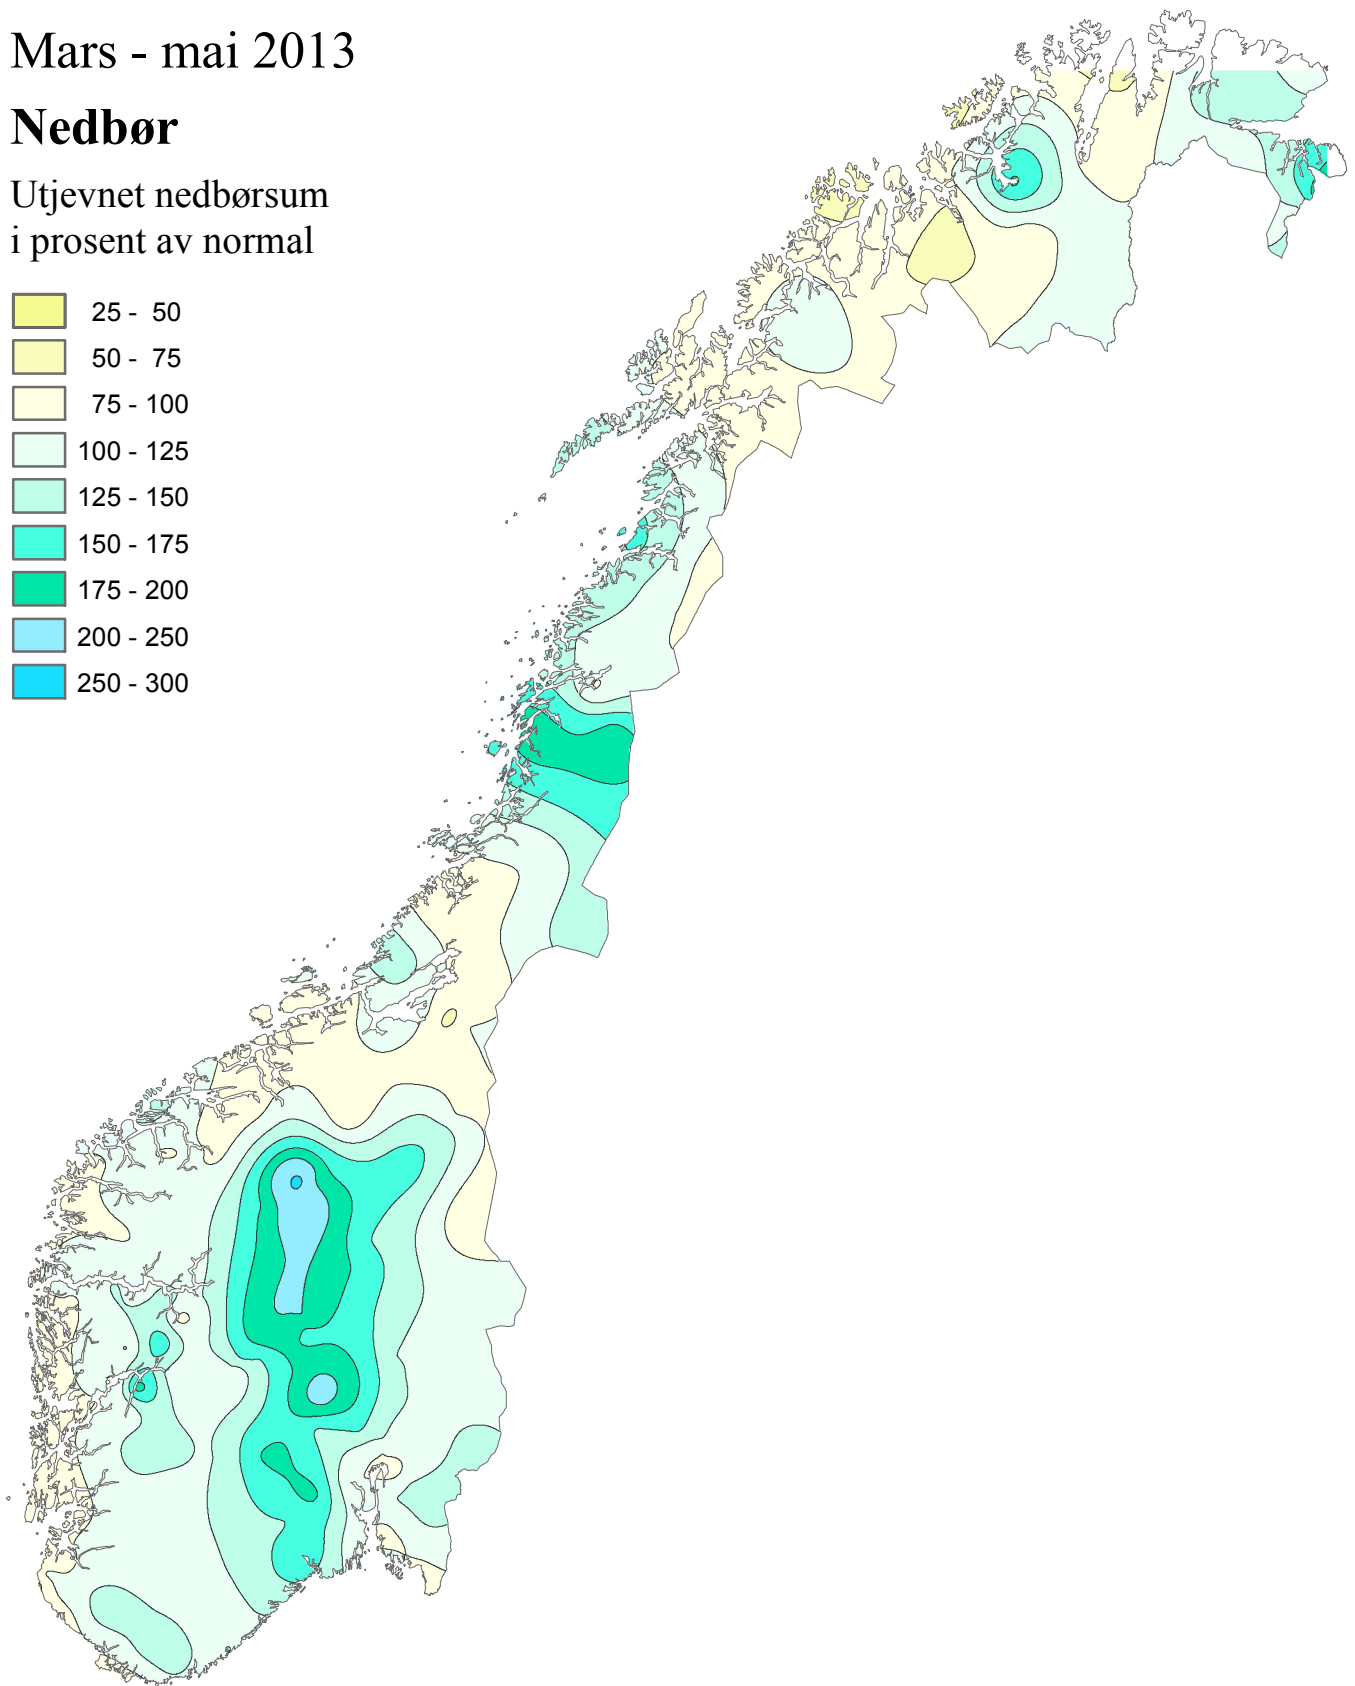 Mars - mai 2013
Nedbør
Utjevnet nedbørsum
i prosent av normal
25 - 50
50 - 75
75 - 100
100 - 125
125 - 150
150 - 175
175 - 200
200 - 250
250 - 300